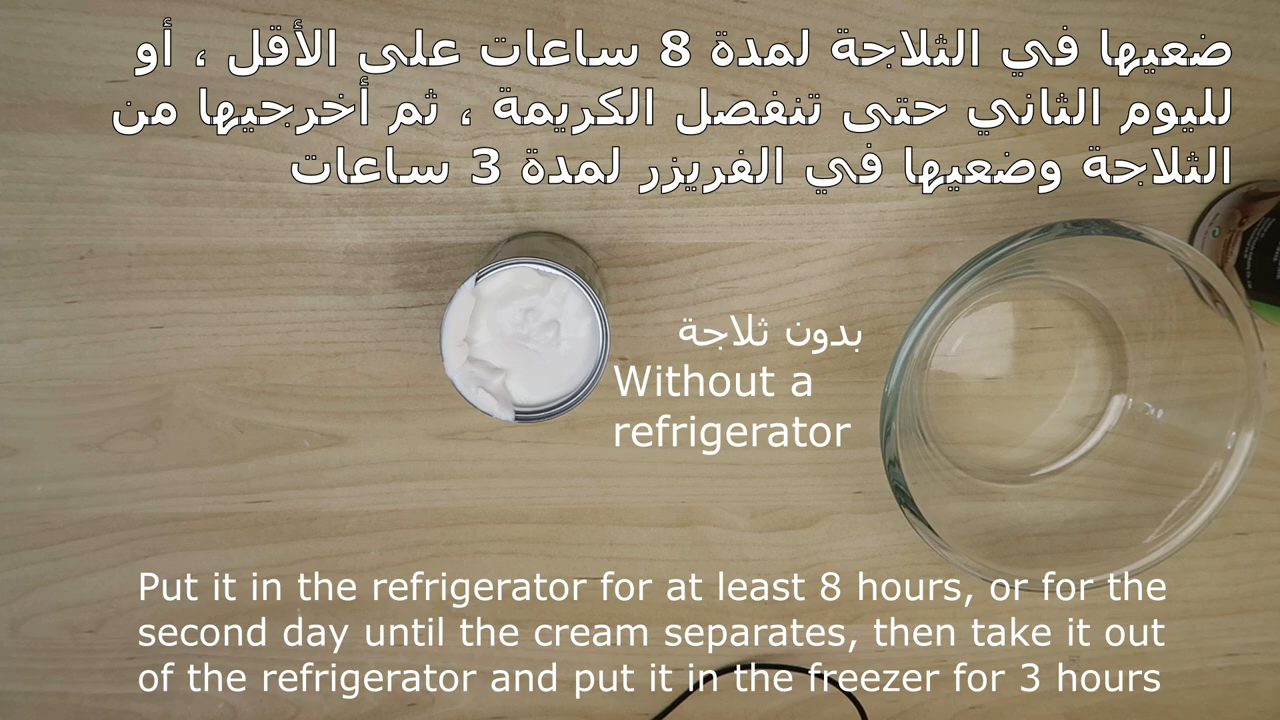 ضعيها في الثلاجة لمدة 8 ساعات على الأقل ، أو
لليوم الثاني حتى تنفصل الكريمة ، ثم أخرجيها من
الثلاجة وضعيها في الفريزر لمدة 3 ساعات
بدون ثلاجة
Without a
refrigerator
Put it in the refrigerator for at least 8 hours, or for the
second day until the cream separates, then take it out
of the refrigerator and put it in the freezer for 3 hours